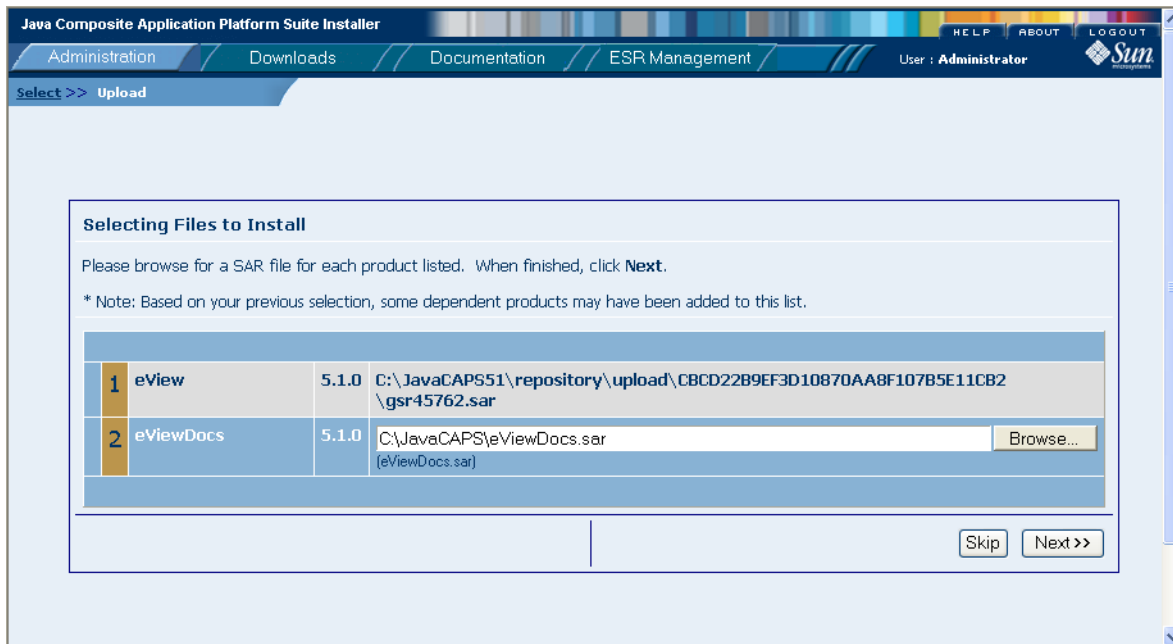 Java Composite Application Platform Suite Installer
HELP ABOUT LOGOUT
Administration Downloads Documentation ESR Management User : Administrator Sun microsystems
Select >> Upload
Selecting Files to Install
Please browse for a SAR file for each product listed. When finished, click Next.
* Note: Based on your previous selection, some dependent products may have been added to this list.
1 eView 5.1.0 C:\JavaCAPS51\repository\upload\CBCD22B9EF3D10870AA8F107B5E11CB2
\gsr45762.sar
2 eViewDocs 5.1.0 C:\JavaCAPS\eViewDocs.sar Browse...
(eViewDocs.sar)
Skip Next >>